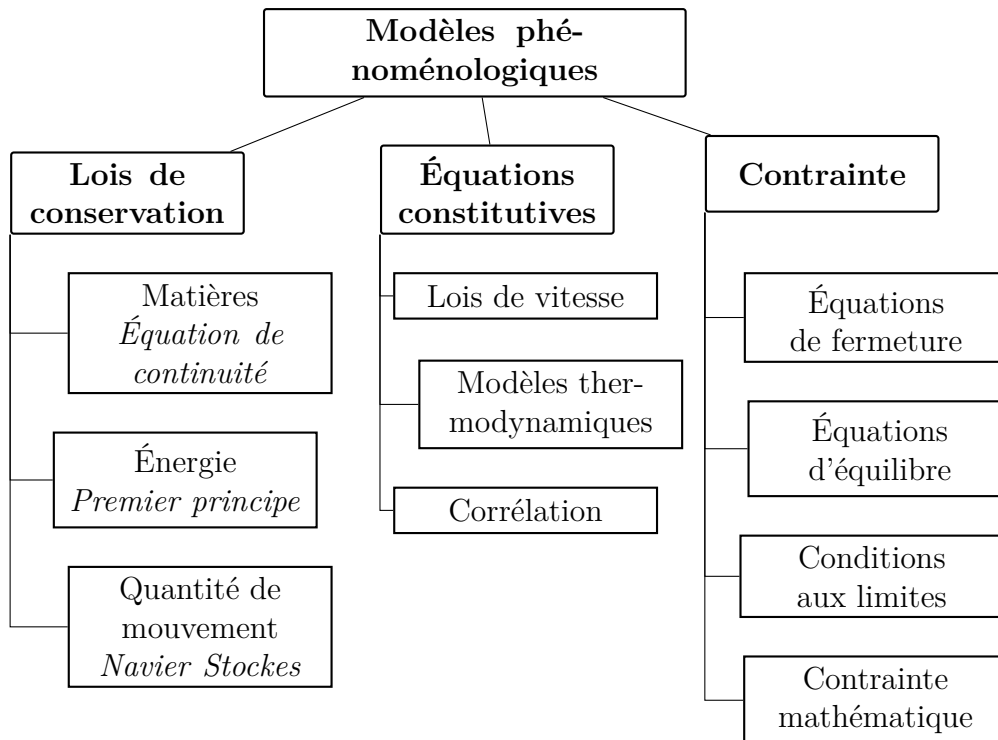 Modèles phé-
noménologiques
Lois de
conservation
Matières
Équation de
continuité
Énergie
Premier principe
Quantité de
mouvement
Navier Stockes
Équations
constitutives
Lois de vitesse
Modèles ther-
modynamiques
Corrélation
Contrainte
Équations
de fermeture
Équations
d'équilibre
Conditions
aux limites
Contrainte
mathématique